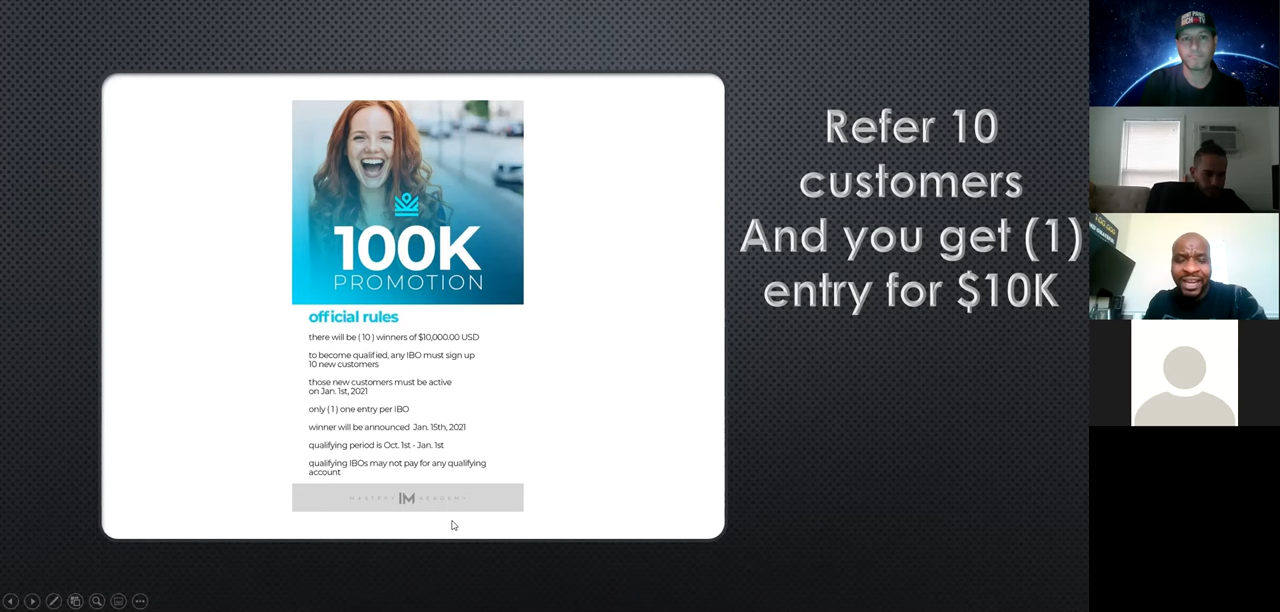 100K
PROMOTION
official rules
there will be ( 10 ) winners of $10,000.00 USD
to become qualified, any IBO must sign up
10 new customers
those new customers must be active
on Jan. 1st, 2021
only ( 1 ) one entry per IBO
winner will be announced Jan. 15th, 2021
qualifying period is Oct. 1st - Jan. 1st
qualifying IBOs may not pay for any qualifying
account
MASTERY IM ACADEMY
Refer 10
customers
And you get (1)
entry for $10K